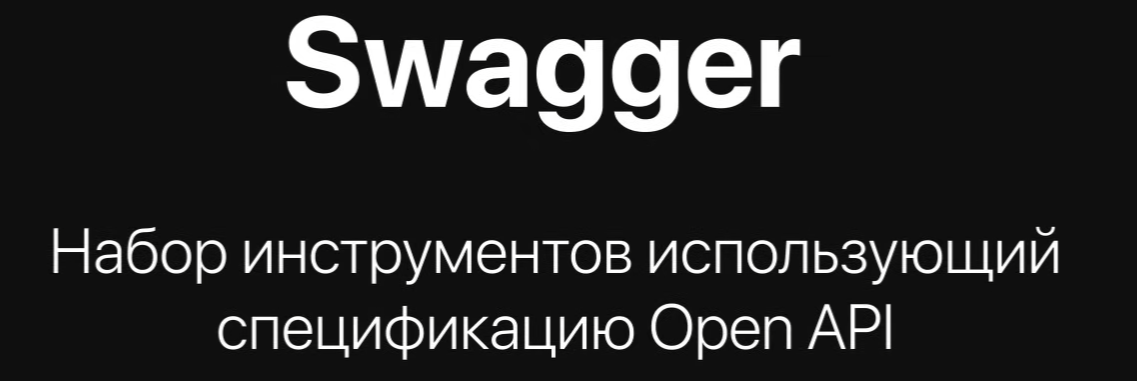 Swagger
Набор инструментов использующий
спецификацию Open API